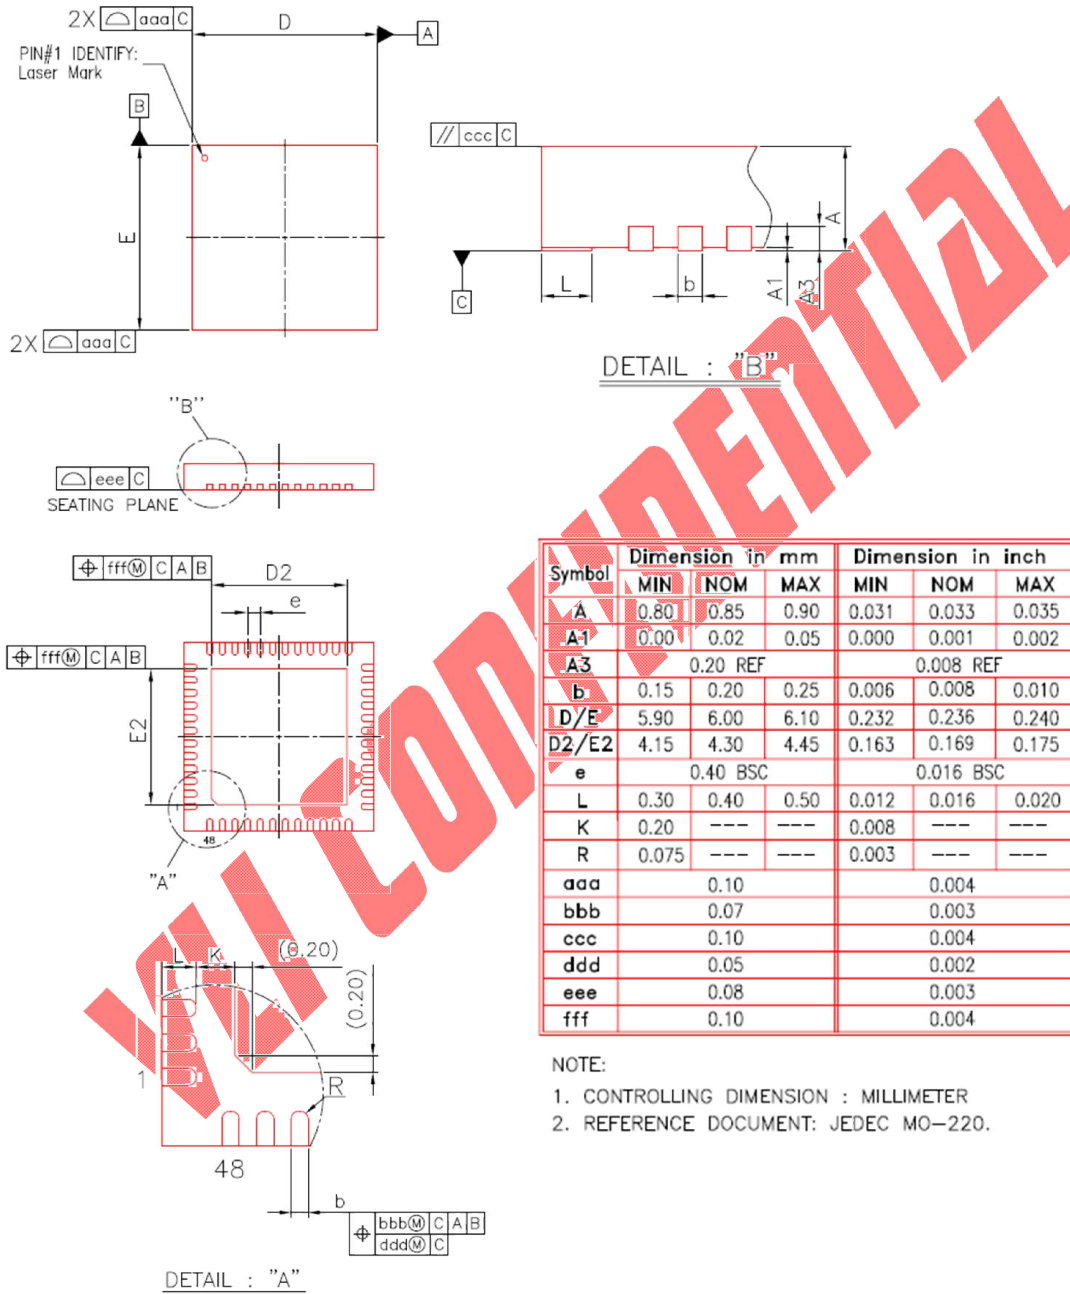 2X aaa C
D
A
PIN#1 IDENTIFY:
Laser Mark
B
E
2X aaa C
// ccc C
A
A1
A3
L
b
C
DETAIL : "B"
"B"
eee C
SEATING PLANE
fffⓂ C A B
D2
e
fffⓂ C A B
E2
1
48
"A"
L K (0.20)
(0.20)
1
R
48
b
bbbⓂ C A B
dddⓂ C
DETAIL : "A"
Symbol Dimension in mm Dimension in inch
MIN NOM MAX MIN NOM MAX
A 0.80 0.85 0.90 0.031 0.033 0.035
A1 0.00 0.02 0.05 0.000 0.001 0.002
A3 0.20 REF 0.008 REF
b 0.15 0.20 0.25 0.006 0.008 0.010
D/E 5.90 6.00 6.10 0.232 0.236 0.240
D2/E2 4.15 4.30 4.45 0.163 0.169 0.175
e 0.40 BSC 0.016 BSC
L 0.30 0.40 0.50 0.012 0.016 0.020
K 0.20 --- --- 0.008 --- ---
R 0.075 --- --- 0.003 --- ---
aaa 0.10 0.004
bbb 0.07 0.003
ccc 0.10 0.004
ddd 0.05 0.002
eee 0.08 0.003
fff 0.10 0.004
NOTE:
1. CONTROLLING DIMENSION : MILLIMETER
2. REFERENCE DOCUMENT: JEDEC MO-220.
CONFIDENTIAL